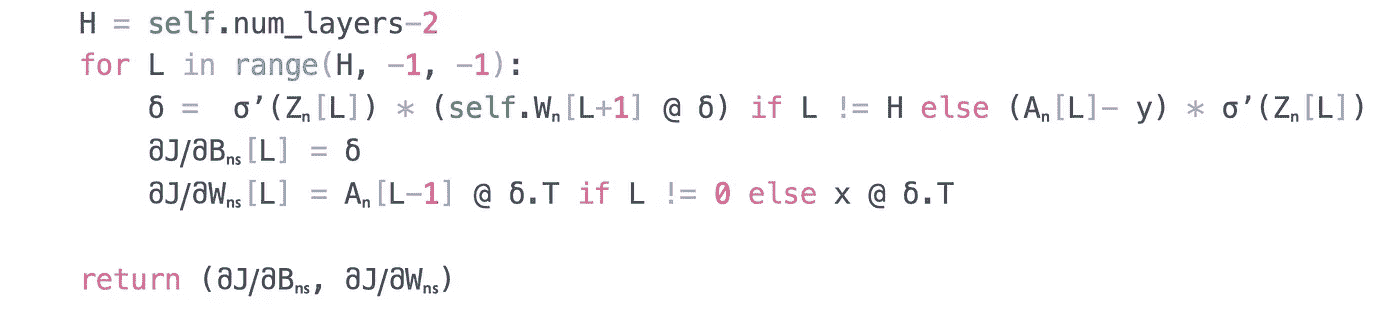 H = self.num_layers-2
for L in range(H, -1, -1):
δ = σ’(Zₙ[L]) * (self.Wₙ[L+1] @ δ) if L != H else (Aₙ[L]- y) * σ’(Zₙ[L])
∂J/∂Bₙₛ[L] = δ
∂J/∂Wₙₛ[L] = Aₙ[L-1] @ δ.T if L != 0 else x @ δ.T
return (∂J/∂Bₙₛ, ∂J/∂Wₙₛ)